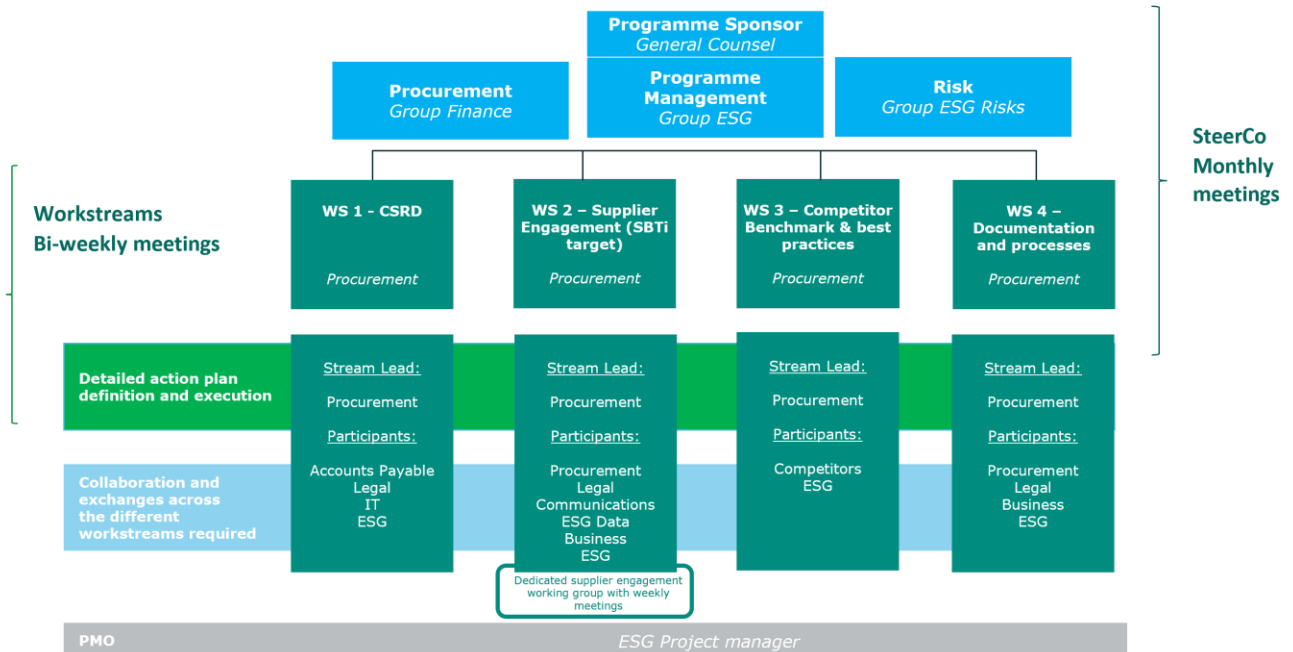 Programme Sponsor
General Counsel
Procurement
Group Finance
Programme
Management
Group ESG
Risk
Group ESG Risks
SteerCo
Monthly
meetings
Workstreams
Bi-weekly meetings
WS 1 - CSRD
Procurement
WS 2 – Supplier
Engagement (SBTi
target)
Procurement
WS 3 – Competitor
Benchmark & best
practices
Procurement
WS 4 –
Documentation
and processes
Procurement
Detailed action plan
definition and execution
Collaboration and
exchanges across
the different
workstreams required
Stream Lead:
Procurement
Participants:
Accounts Payable
Legal
IT
ESG
Stream Lead:
Procurement
Participants:
Procurement
Legal
Communications
ESG Data
Business
ESG
Dedicated supplier engagement
working group with weekly
meetings
Stream Lead:
Procurement
Participants:
Competitors
ESG
Stream Lead:
Procurement
Participants:
Procurement
Legal
Business
ESG
PMO
ESG Project manager